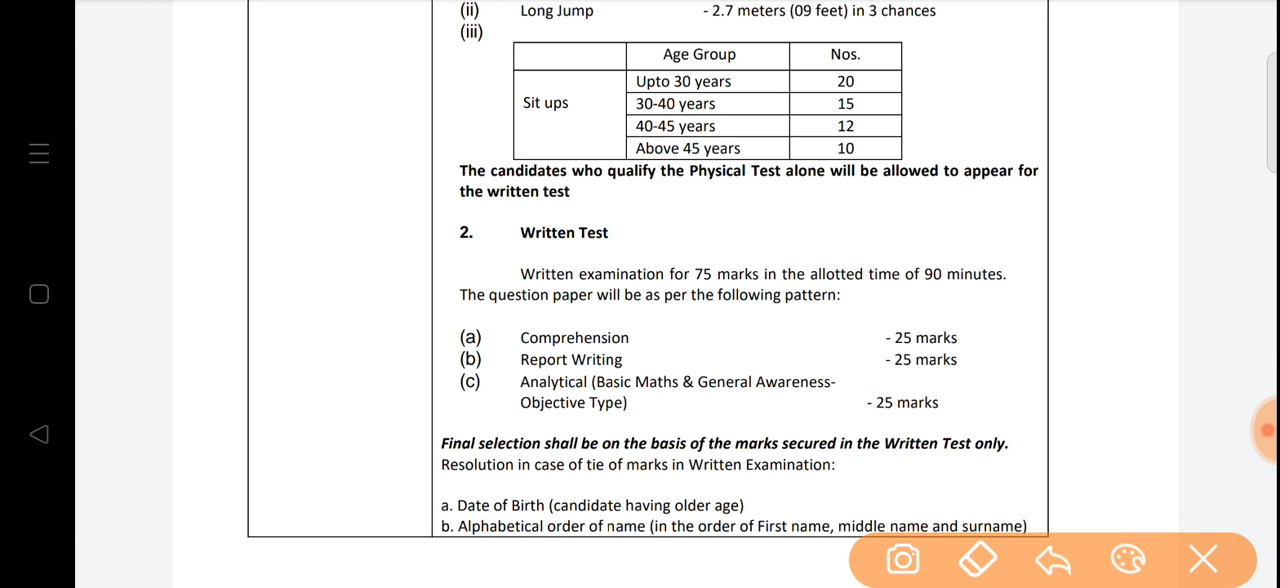 (ii) Long Jump - 2.7 meters (09 feet) in 3 chances
(iii)
Age Group Nos.
Sit ups
Upto 30 years 20
30-40 years 15
40-45 years 12
Above 45 years 10
The candidates who qualify the Physical Test alone will be allowed to appear for
the written test
2. Written Test
Written examination for 75 marks in the allotted time of 90 minutes.
The question paper will be as per the following pattern:
(a) Comprehension - 25 marks
(b) Report Writing - 25 marks
(c) Analytical (Basic Maths & General Awareness-
Objective Type) - 25 marks
Final selection shall be on the basis of the marks secured in the Written Test only.
Resolution in case of tie of marks in Written Examination:
a. Date of Birth (candidate having older age)
b. Alphabetical order of name (in the order of First name, middle name and surname)